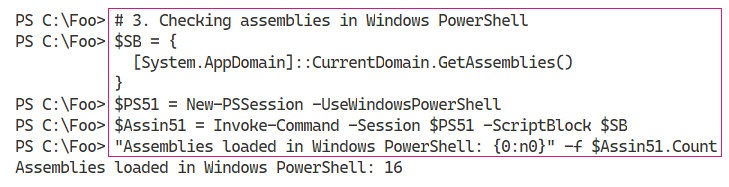 PS C:\Foo> # 3. Checking assemblies in Windows PowerShell
PS C:\Foo> $SB = {
[System.AppDomain]::CurrentDomain.GetAssemblies()
}
PS C:\Foo> $PS51 = New-PSSession -UseWindowsPowerShell
PS C:\Foo> $Assin51 = Invoke-Command -Session $PS51 -ScriptBlock $SB
PS C:\Foo> "Assemblies loaded in Windows PowerShell: {0:n0}" -f $Assin51.Count
Assemblies loaded in Windows PowerShell: 16